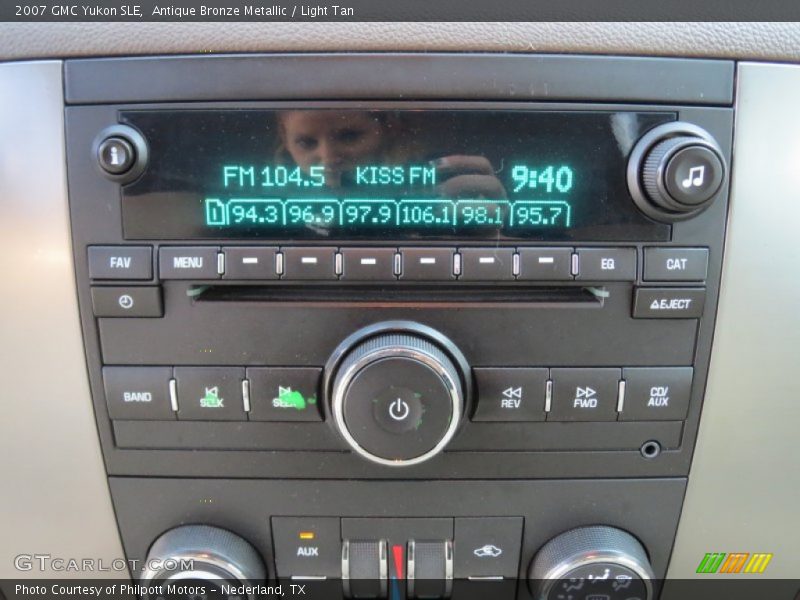 2007 GMC Yukon SLE, Antique Bronze Metallic / Light Tan
FM 104.5 KISS FM 9:40
1 94.3 96.9 97.9 106.1 98.1 95.7
FAV MENU EQ CAT
EJECT
BAND SEEK SEEK REV FWD CD/
AUX
AUX
GTCARLOT.COM
Photo Courtesy of Philpott Motors - Nederland, TX